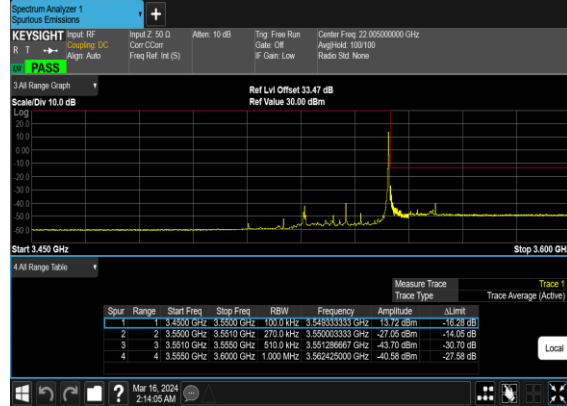 Spectrum Analyzer 1
Spurious Emissions
+
KEYSIGHT Input: RF Input Z: 50 Ω Atten: 10 dB Trig: Free Run Center Freq: 22.005000000 GHz
R T Coupling: DC Corr CCorr Gate: Off Avg|Hold: 100/100
Align: Auto Freq Ref: Int (S) IF Gain: Low Radio Std: None
LW PASS
3 All Range Graph
Ref Lvl Offset 33.47 dB
Scale/Div 10.0 dB Ref Value 30.00 dBm
Log
20.0
10.0
0.00
-10.0
-20.0
-30.0
-40.0
-50.0
-60.0
Start 3.450 GHz Stop 3.600 GHz
4 All Range Table
Measure Trace Trace 1
Trace Type Trace Average (Active)
Spur Range Start Freq Stop Freq RBW Frequency Amplitude ΔLimit
1 1 3.4500 GHz 3.5500 GHz 100.0 kHz 3.549333333 GHz 13.72 dBm -16.28 dB
2 2 3.5500 GHz 3.5510 GHz 270.0 kHz 3.550003333 GHz -27.05 dBm -14.05 dB
3 3 3.5510 GHz 3.5550 GHz 510.0 kHz 3.551286667 GHz -43.70 dBm -30.70 dB
4 4 3.5550 GHz 3.6000 GHz 1.000 MHz 3.562425000 GHz -40.58 dBm -27.58 dB
Local
? Mar 16, 2024
2:14:05 AM